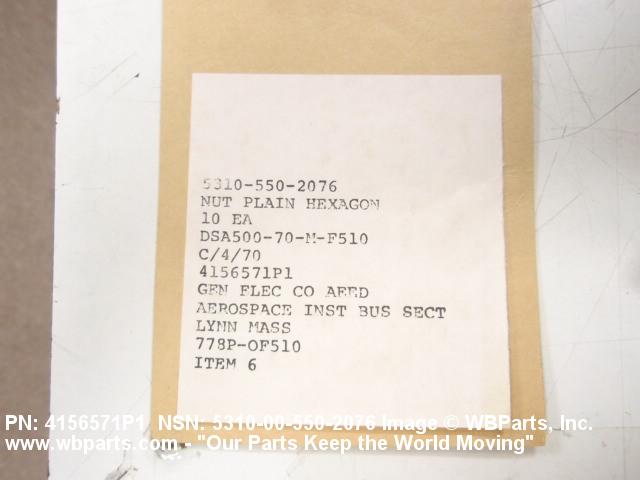 5310-550-2076
NUT PLAIN HEXAGON
10 EA
DSA500-70-M-F510
C/4/70
4156571P1
GEN FLEC CO AEED
AEROSPACE INST BUS SECT
LYNN MASS
778P-OF510
ITEM 6
PN: 4156571P1 NSN: 5310-00-550-2076 Image © WBParts, Inc.
www.wbparts.com - "Our Parts Keep the World Moving"